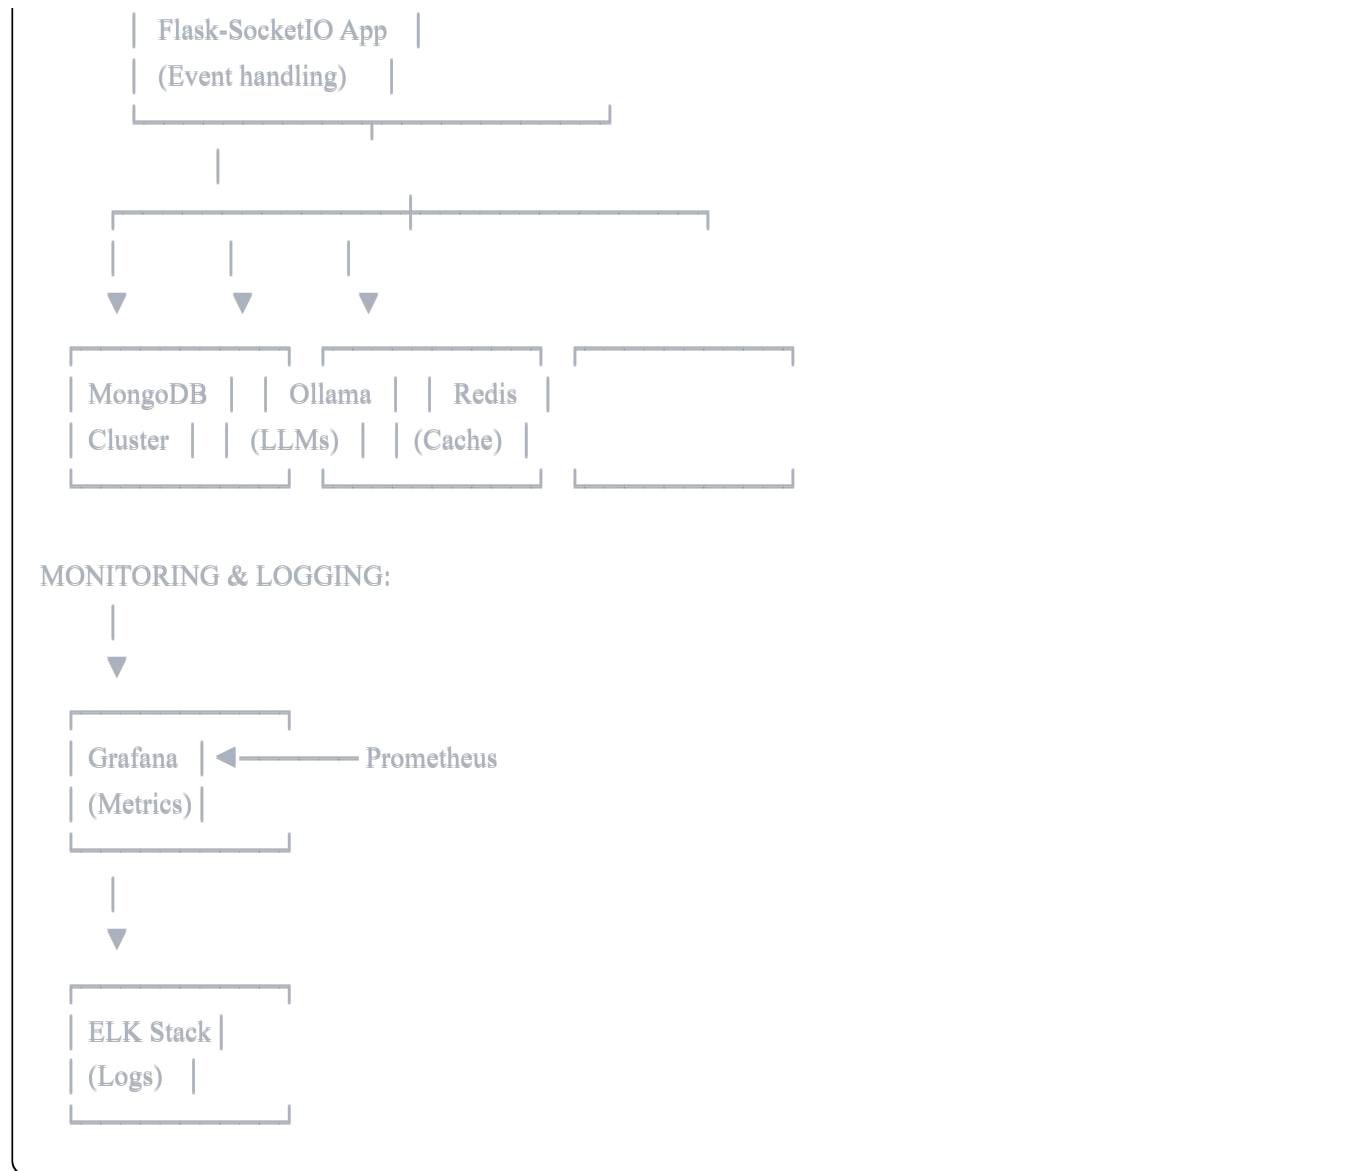 Flask-SocketIO App
(Event handling)
MongoDB Ollama Redis
Cluster (LLMs) (Cache)
MONITORING & LOGGING:
Grafana Prometheus
(Metrics)
ELK Stack
(Logs)